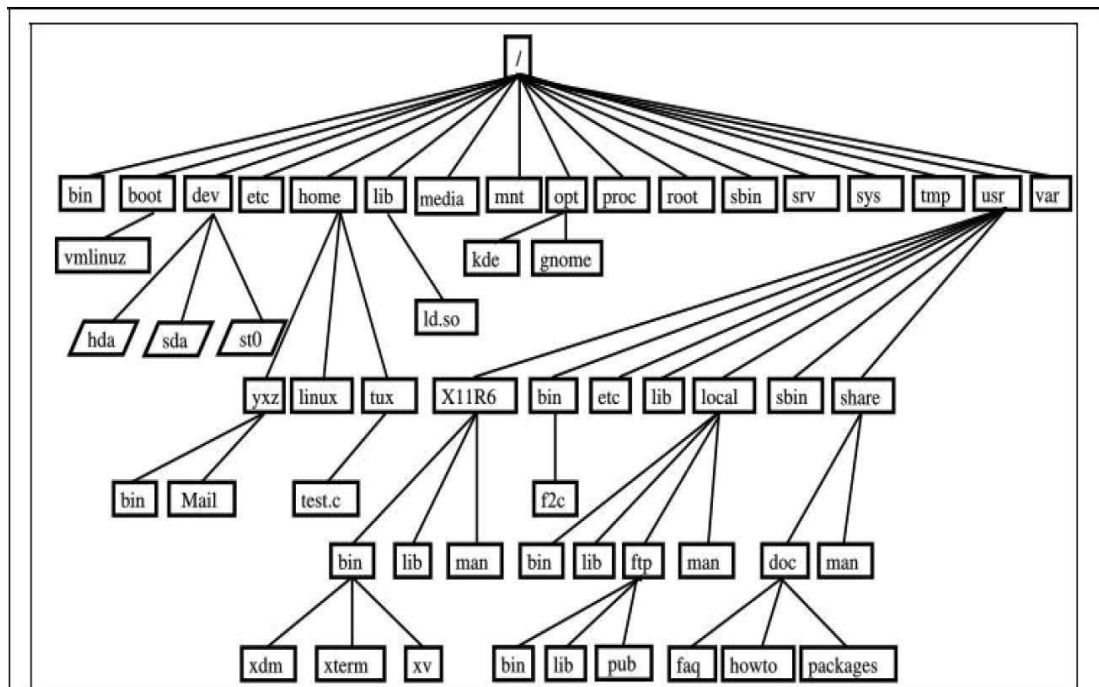 /
bin boot dev etc home lib media mnt opt proc root sbin srv sys tmp usr var
vmlinuz kde gnome
hda sda st0 ld.so
yxz linux tux X11R6 bin etc lib local sbin share
bin Mail test.c f2c
bin lib man bin lib ftp man doc man
xdm xterm xv bin lib pub faq howto packages